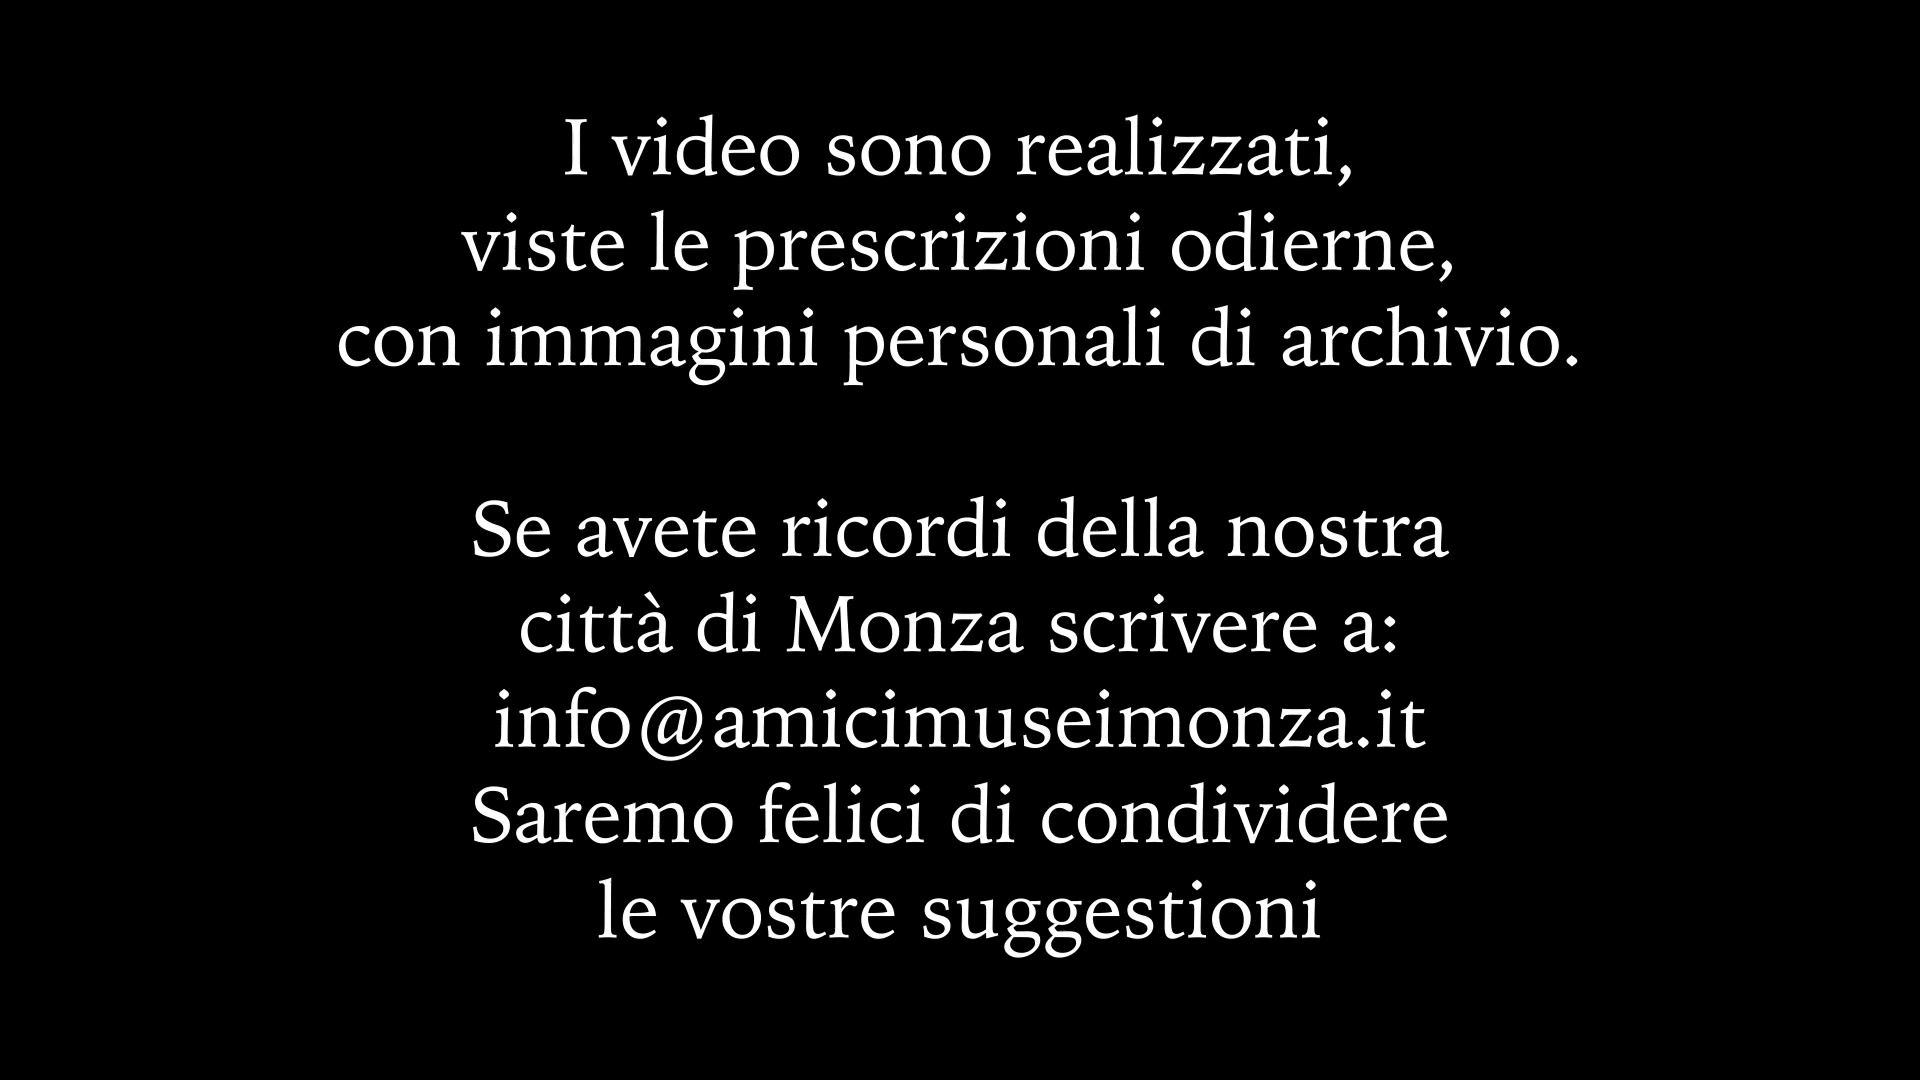 I video sono realizzati,
viste le prescrizioni odierne,
con immagini personali di archivio.
Se avete ricordi della nostra
città di Monza scrivere a:
info@amicimuseimonza.it
Saremo felici di condividere
le vostre suggestioni